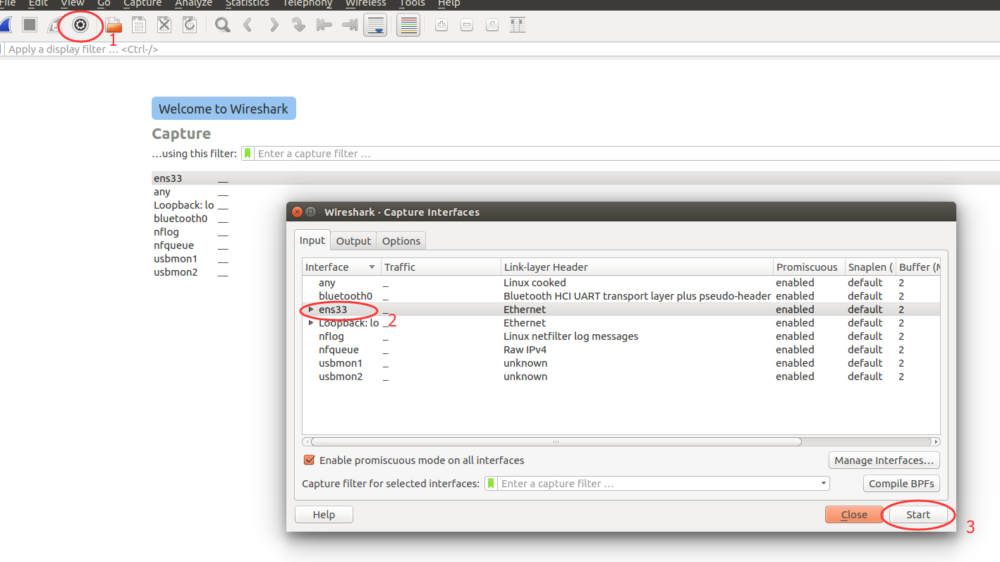 File Edit View Go Capture Analyze Statistics Telephony Wireless Tools Help
1
Apply a display filter … <Ctrl-/>
Welcome to Wireshark
Capture
…using this filter: Enter a capture filter …
ens33
any
Loopback: lo
bluetooth0
nflog
nfqueue
usbmon1
usbmon2
Wireshark · Capture Interfaces
Input Output Options
Interface Traffic Link-layer Header Promiscuous Snaplen ( Buffer (M
any _ Linux cooked enabled default 2
bluetooth0 _ Bluetooth HCI UART transport layer plus pseudo-header enabled default 2
ens33 _ Ethernet enabled default 2
2
Loopback: lo _ Ethernet enabled default 2
nflog _ Linux netfilter log messages enabled default 2
nfqueue _ Raw IPv4 enabled default 2
usbmon1 _ unknown enabled default 2
usbmon2 _ unknown enabled default 2
Enable promiscuous mode on all interfaces Manage Interfaces…
Capture filter for selected interfaces: Enter a capture filter … Compile BPFs
Help Close Start
3